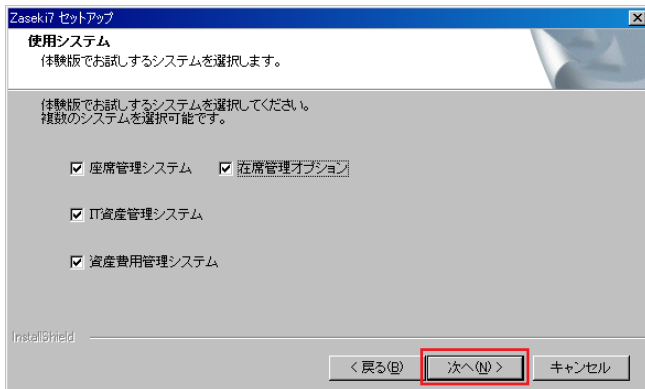 Zaseki7 セットアップ
使用システム
体験版でお試しするシステムを選択します。
体験版でお試しするシステムを選択してください。
複数のシステムを選択可能です。
座席管理システム 在席管理オプション
IT資産管理システム
資産費用管理システム
InstallShield
< 戻る(B) 次へ(N) > キャンセル